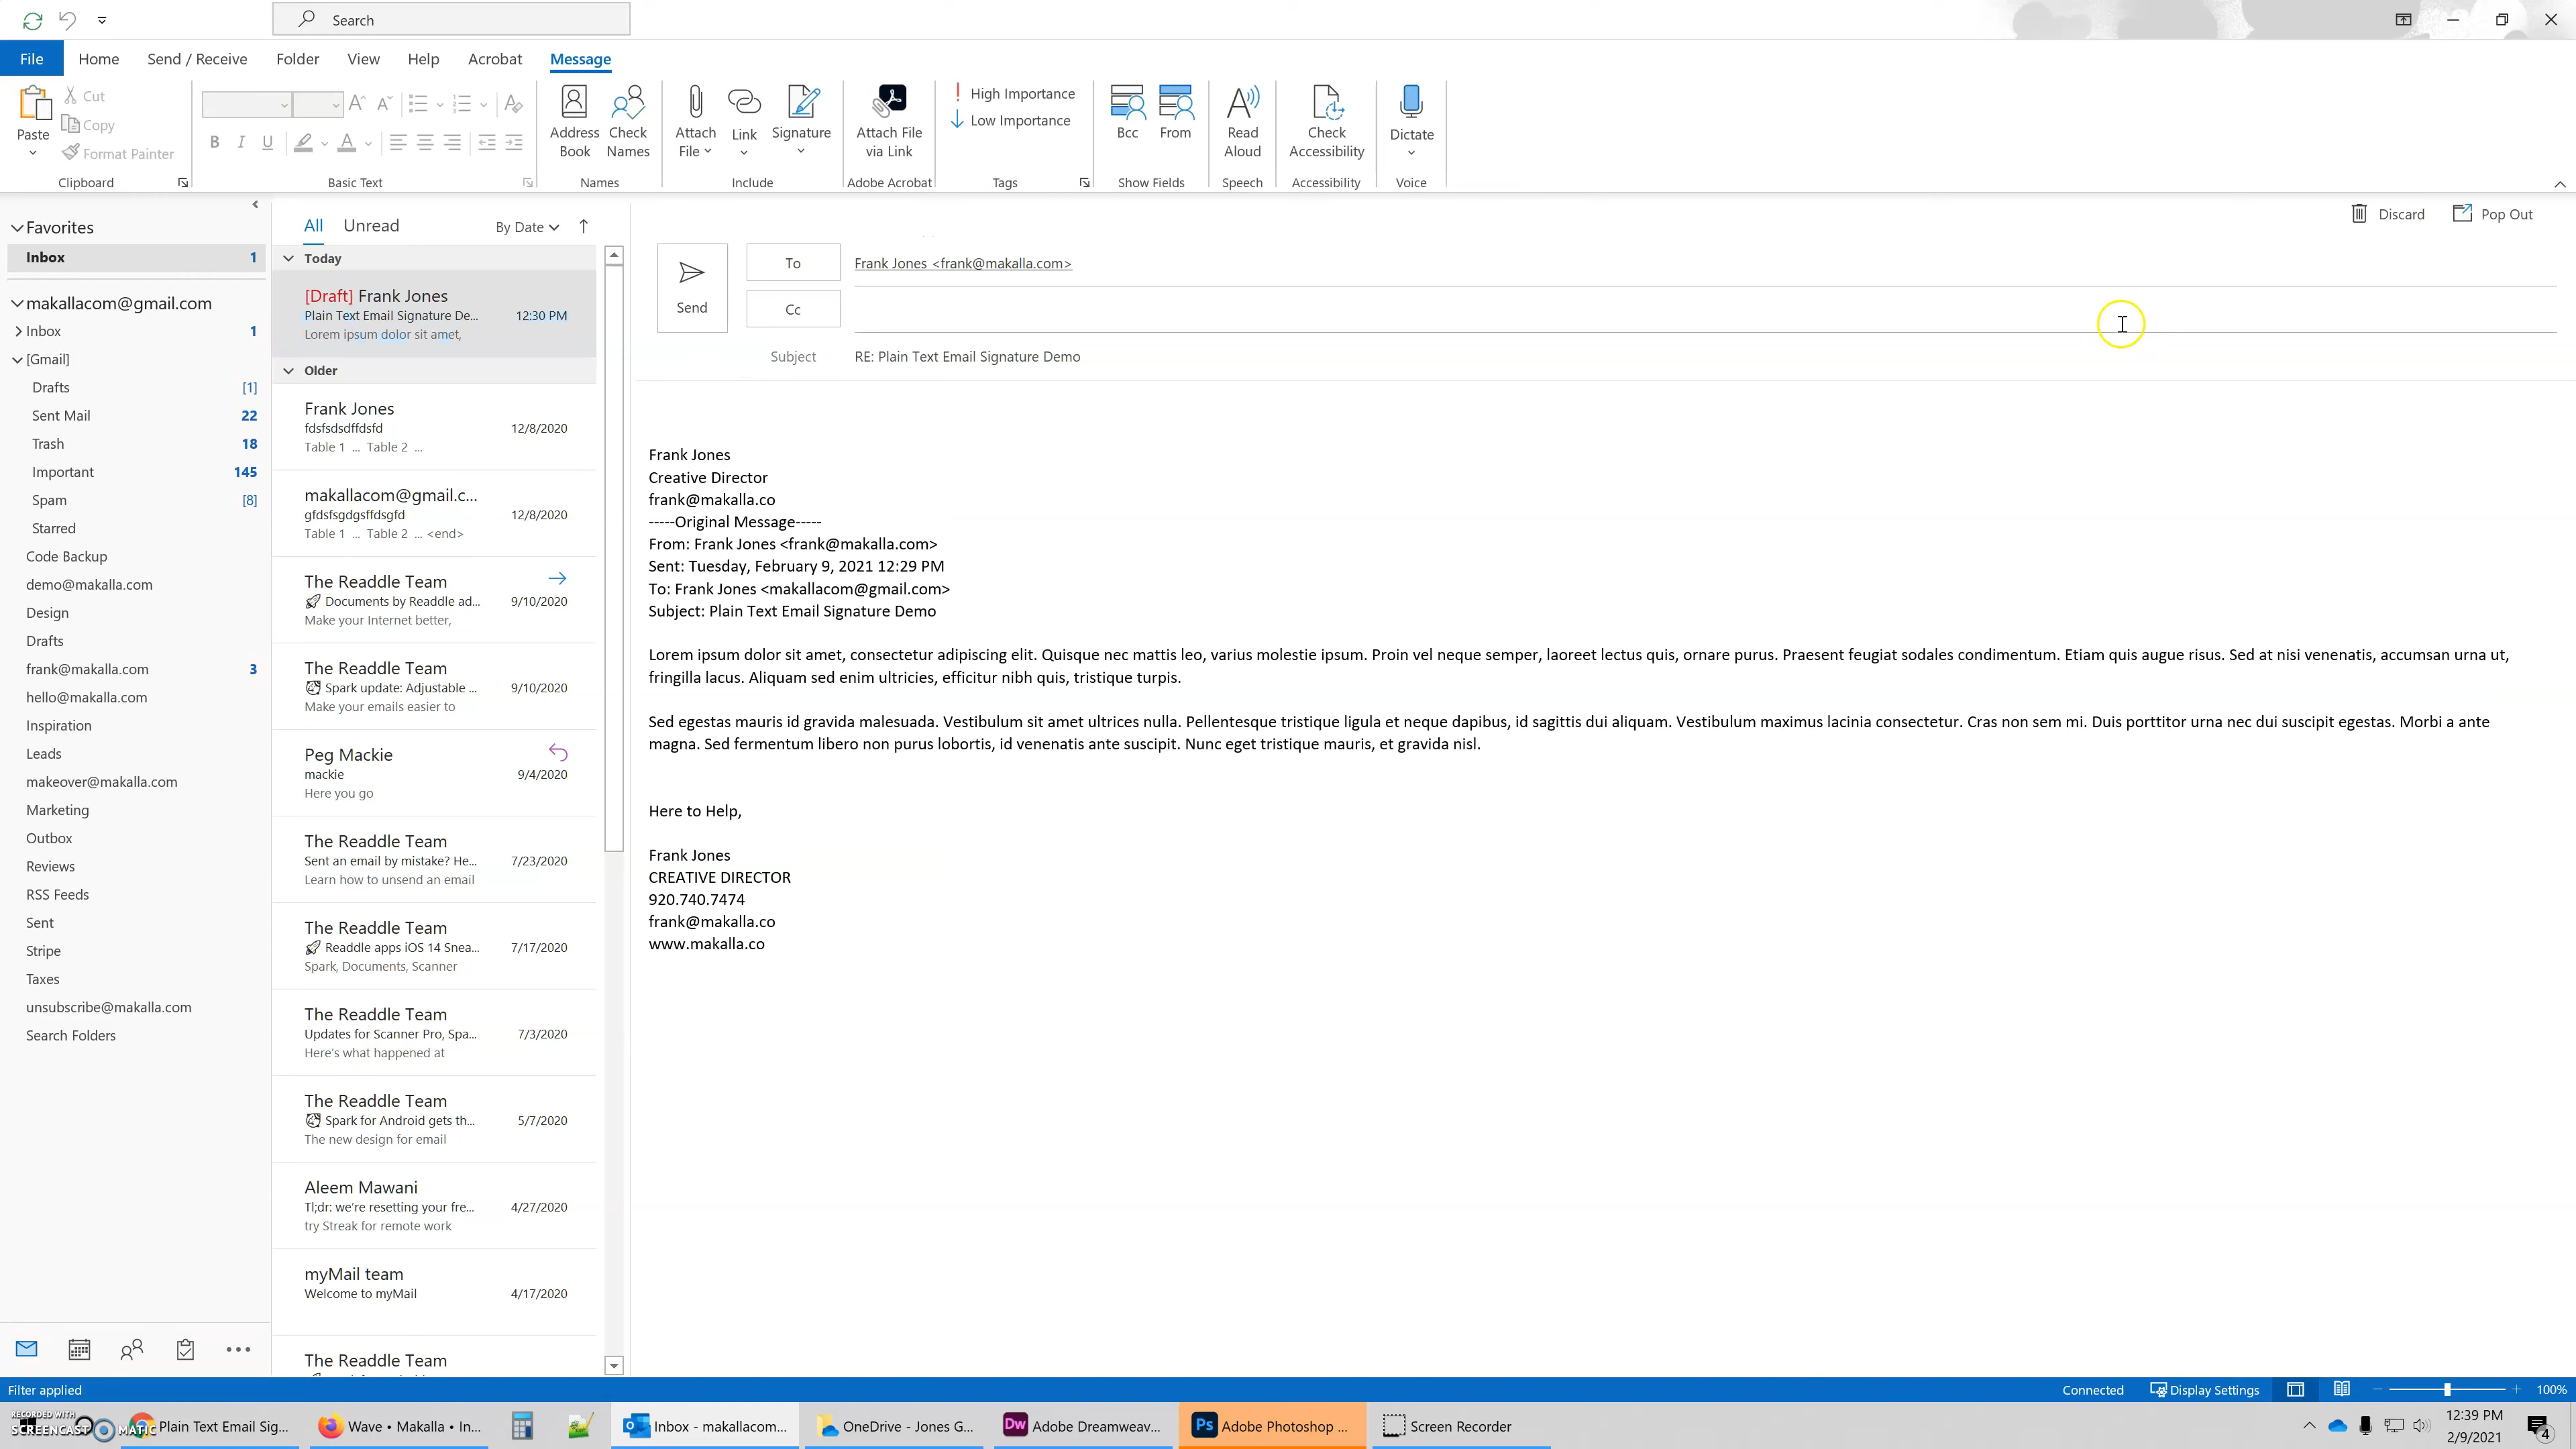 Search
File Home Send / Receive Folder View Help Acrobat Message
Paste
Cut
Copy
Format Painter
Clipboard
B I U
Basic Text
Address Book
Check Names
Names
Attach File
Link
Signature
Include
Attach File via Link
Adobe Acrobat
High Importance
Low Importance
Tags
Bcc
From
Show Fields
Read Aloud
Speech
Check Accessibility
Accessibility
Dictate
Voice
Favorites
Inbox 1
makallacom@gmail.com
Inbox 1
[Gmail]
Drafts [1]
Sent Mail 22
Trash 18
Important 145
Spam [8]
Starred
Code Backup
demo@makalla.com
Design
Drafts
frank@makalla.com 3
hello@makalla.com
Inspiration
Leads
makeover@makalla.com
Marketing
Outbox
Reviews
RSS Feeds
Sent
Stripe
Taxes
unsubscribe@makalla.com
Search Folders
All Unread By Date
Today
[Draft] Frank Jones
Plain Text Email Signature De... 12:30 PM
Lorem ipsum dolor sit amet,
Older
Frank Jones
fdsfsdsdffdsfd 12/8/2020
Table 1 ... Table 2 ...
makallacom@gmail.c...
gfdsfsgdgsffdsgfd 12/8/2020
Table 1 ... Table 2 ... <end>
The Readdle Team
Documents by Readdle ad... 9/10/2020
Make your Internet better,
The Readdle Team
Spark update: Adjustable ... 9/10/2020
Make your emails easier to
Peg Mackie
mackie 9/4/2020
Here you go
The Readdle Team
Sent an email by mistake? He... 7/23/2020
Learn how to unsend an email
The Readdle Team
Readdle apps iOS 14 Snea... 7/17/2020
Spark, Documents, Scanner
The Readdle Team
Updates for Scanner Pro, Spa... 7/3/2020
Here's what happened at
The Readdle Team
Spark for Android gets th... 5/7/2020
The new design for email
Aleem Mawani
Tl;dr: we're resetting your fre... 4/27/2020
try Streak for remote work
myMail team
Welcome to myMail 4/17/2020
The Readdle Team
Discard Pop Out
Send
To Frank Jones <frank@makalla.com>
Cc
Subject RE: Plain Text Email Signature Demo
Frank Jones
Creative Director
frank@makalla.co
-----Original Message-----
From: Frank Jones <frank@makalla.com>
Sent: Tuesday, February 9, 2021 12:29 PM
To: Frank Jones <makallacom@gmail.com>
Subject: Plain Text Email Signature Demo
Lorem ipsum dolor sit amet, consectetur adipiscing elit. Quisque nec mattis leo, varius molestie ipsum. Proin vel neque semper, laoreet lectus quis, ornare purus. Praesent feugiat sodales condimentum. Etiam quis augue risus. Sed at nisi venenatis, accumsan urna ut,
fringilla lacus. Aliquam sed enim ultricies, efficitur nibh quis, tristique turpis.
Sed egestas mauris id gravida malesuada. Vestibulum sit amet ultrices nulla. Pellentesque tristique ligula et neque dapibus, id sagittis dui aliquam. Vestibulum maximus lacinia consectetur. Cras non sem mi. Duis porttitor urna nec dui suscipit egestas. Morbi a ante
magna. Sed fermentum libero non purus lobortis, id venenatis ante suscipit. Nunc eget tristique mauris, et gravida nisl.
Here to Help,
Frank Jones
CREATIVE DIRECTOR
920.740.7474
frank@makalla.co
www.makalla.co
Filter applied Connected Display Settings 100%
RECORDED WITH
SCREENCAST MATIC
Plain Text Email Sig...
Wave • Makalla • In...
Inbox - makallacom...
OneDrive - Jones G...
Dw Adobe Dreamweav...
Ps Adobe Photoshop ...
Screen Recorder
12:39 PM
2/9/2021
4